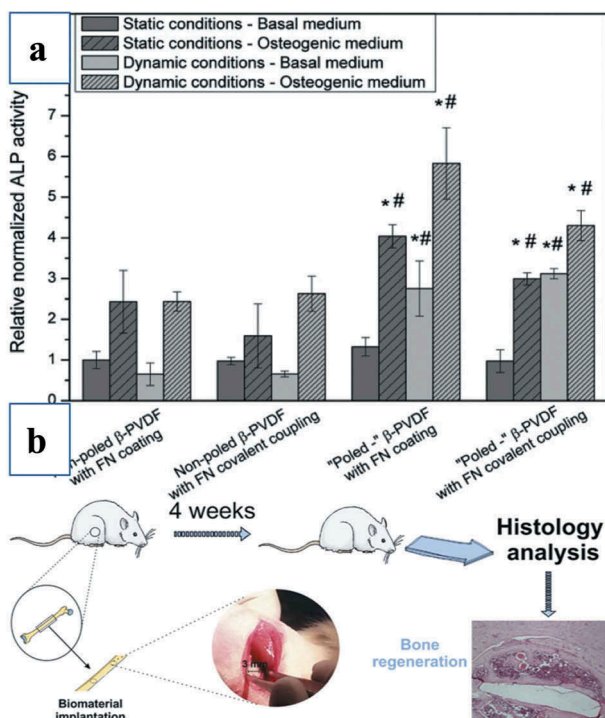 a
Static conditions - Basal medium
Static conditions - Osteogenic medium
Dynamic conditions - Basal medium
Dynamic conditions - Osteogenic medium
Relative normalized ALP activity
7
6
5
4
3
2
1
0
*#
*#
*#
*#
*#
*#
-poled β-PVDF
with FN coating
Non-poled β-PVDF
with FN covalent coupling
"Poled -" β-PVDF
with FN coating
"Poled -" β-PVDF
with FN covalent coupling
b
4 weeks
Histology
analysis
3 mm
Bone
regeneration
Biomaterial
implantation